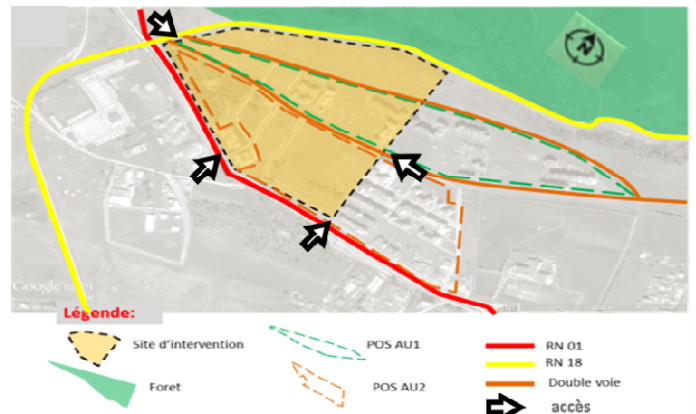 N
Google earth
Légende:
Site d'intervention
Foret
POS AU1
POS AU2
RN 01
RN 18
Double voie
accès